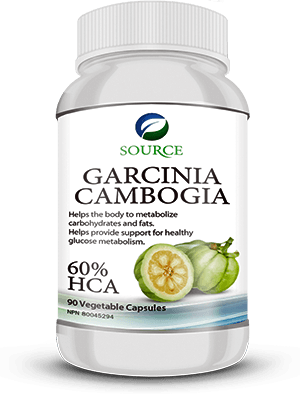 SOURCE
GARCINIA
CAMBOGIA
Helps the body to metabolize
carbohydrates and fats.
Helps provide support for healthy
glucose metabolism.
60%
HCA
90 Vegetable Capsules
NPN 80045294